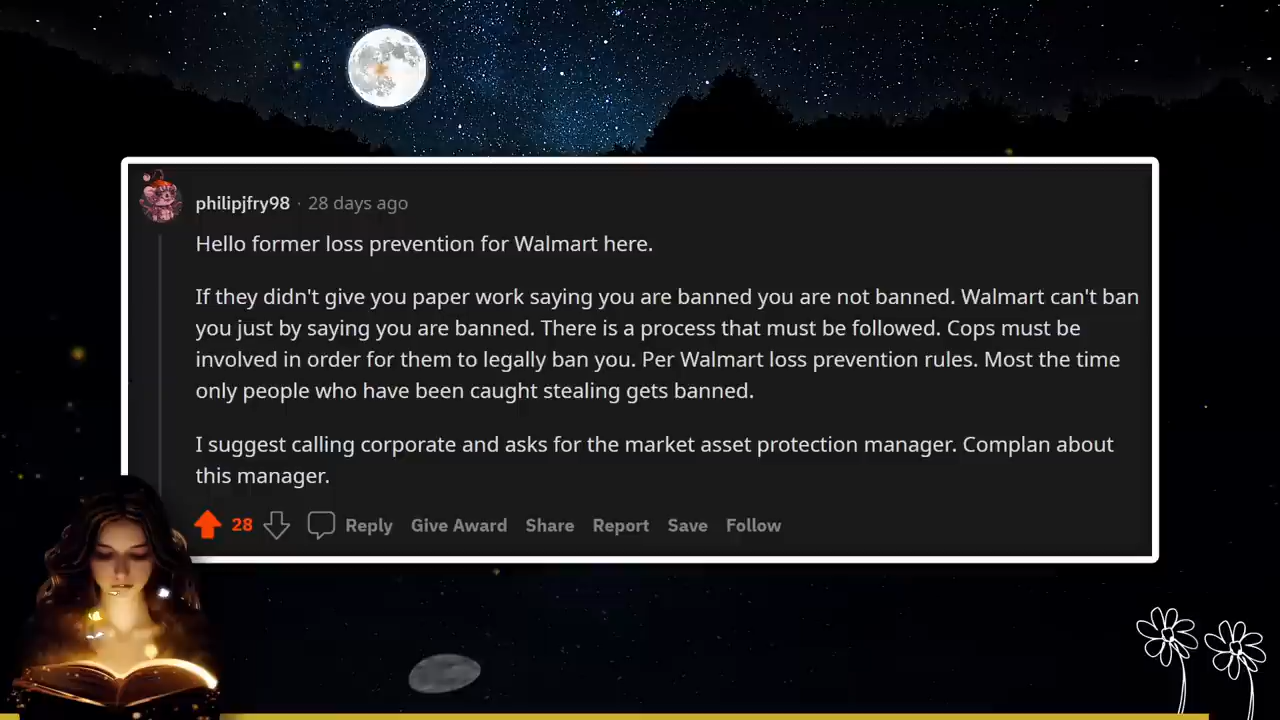 philipjfry98 · 28 days ago
Hello former loss prevention for Walmart here.
If they didn't give you paper work saying you are banned you are not banned. Walmart can't ban
you just by saying you are banned. There is a process that must be followed. Cops must be
involved in order for them to legally ban you. Per Walmart loss prevention rules. Most the time
only people who have been caught stealing gets banned.
I suggest calling corporate and asks for the market asset protection manager. Complan about
this manager.
28 Reply Give Award Share Report Save Follow